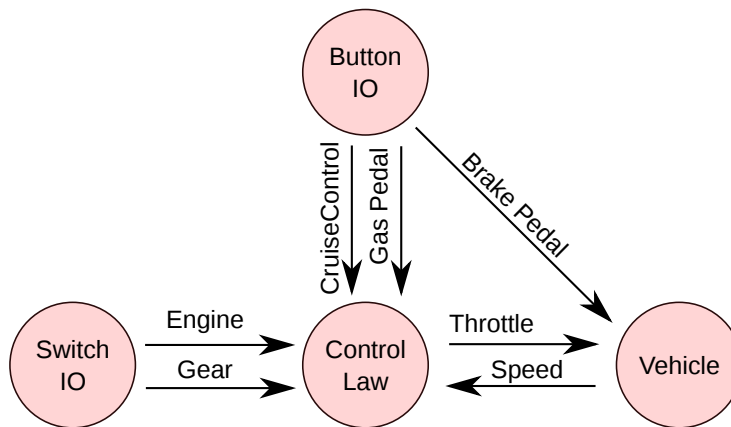 Button
IO
CruiseControl
Gas Pedal
Brake Pedal
Engine
Throttle
Switch
IO
Control
Law
Vehicle
Gear
Speed